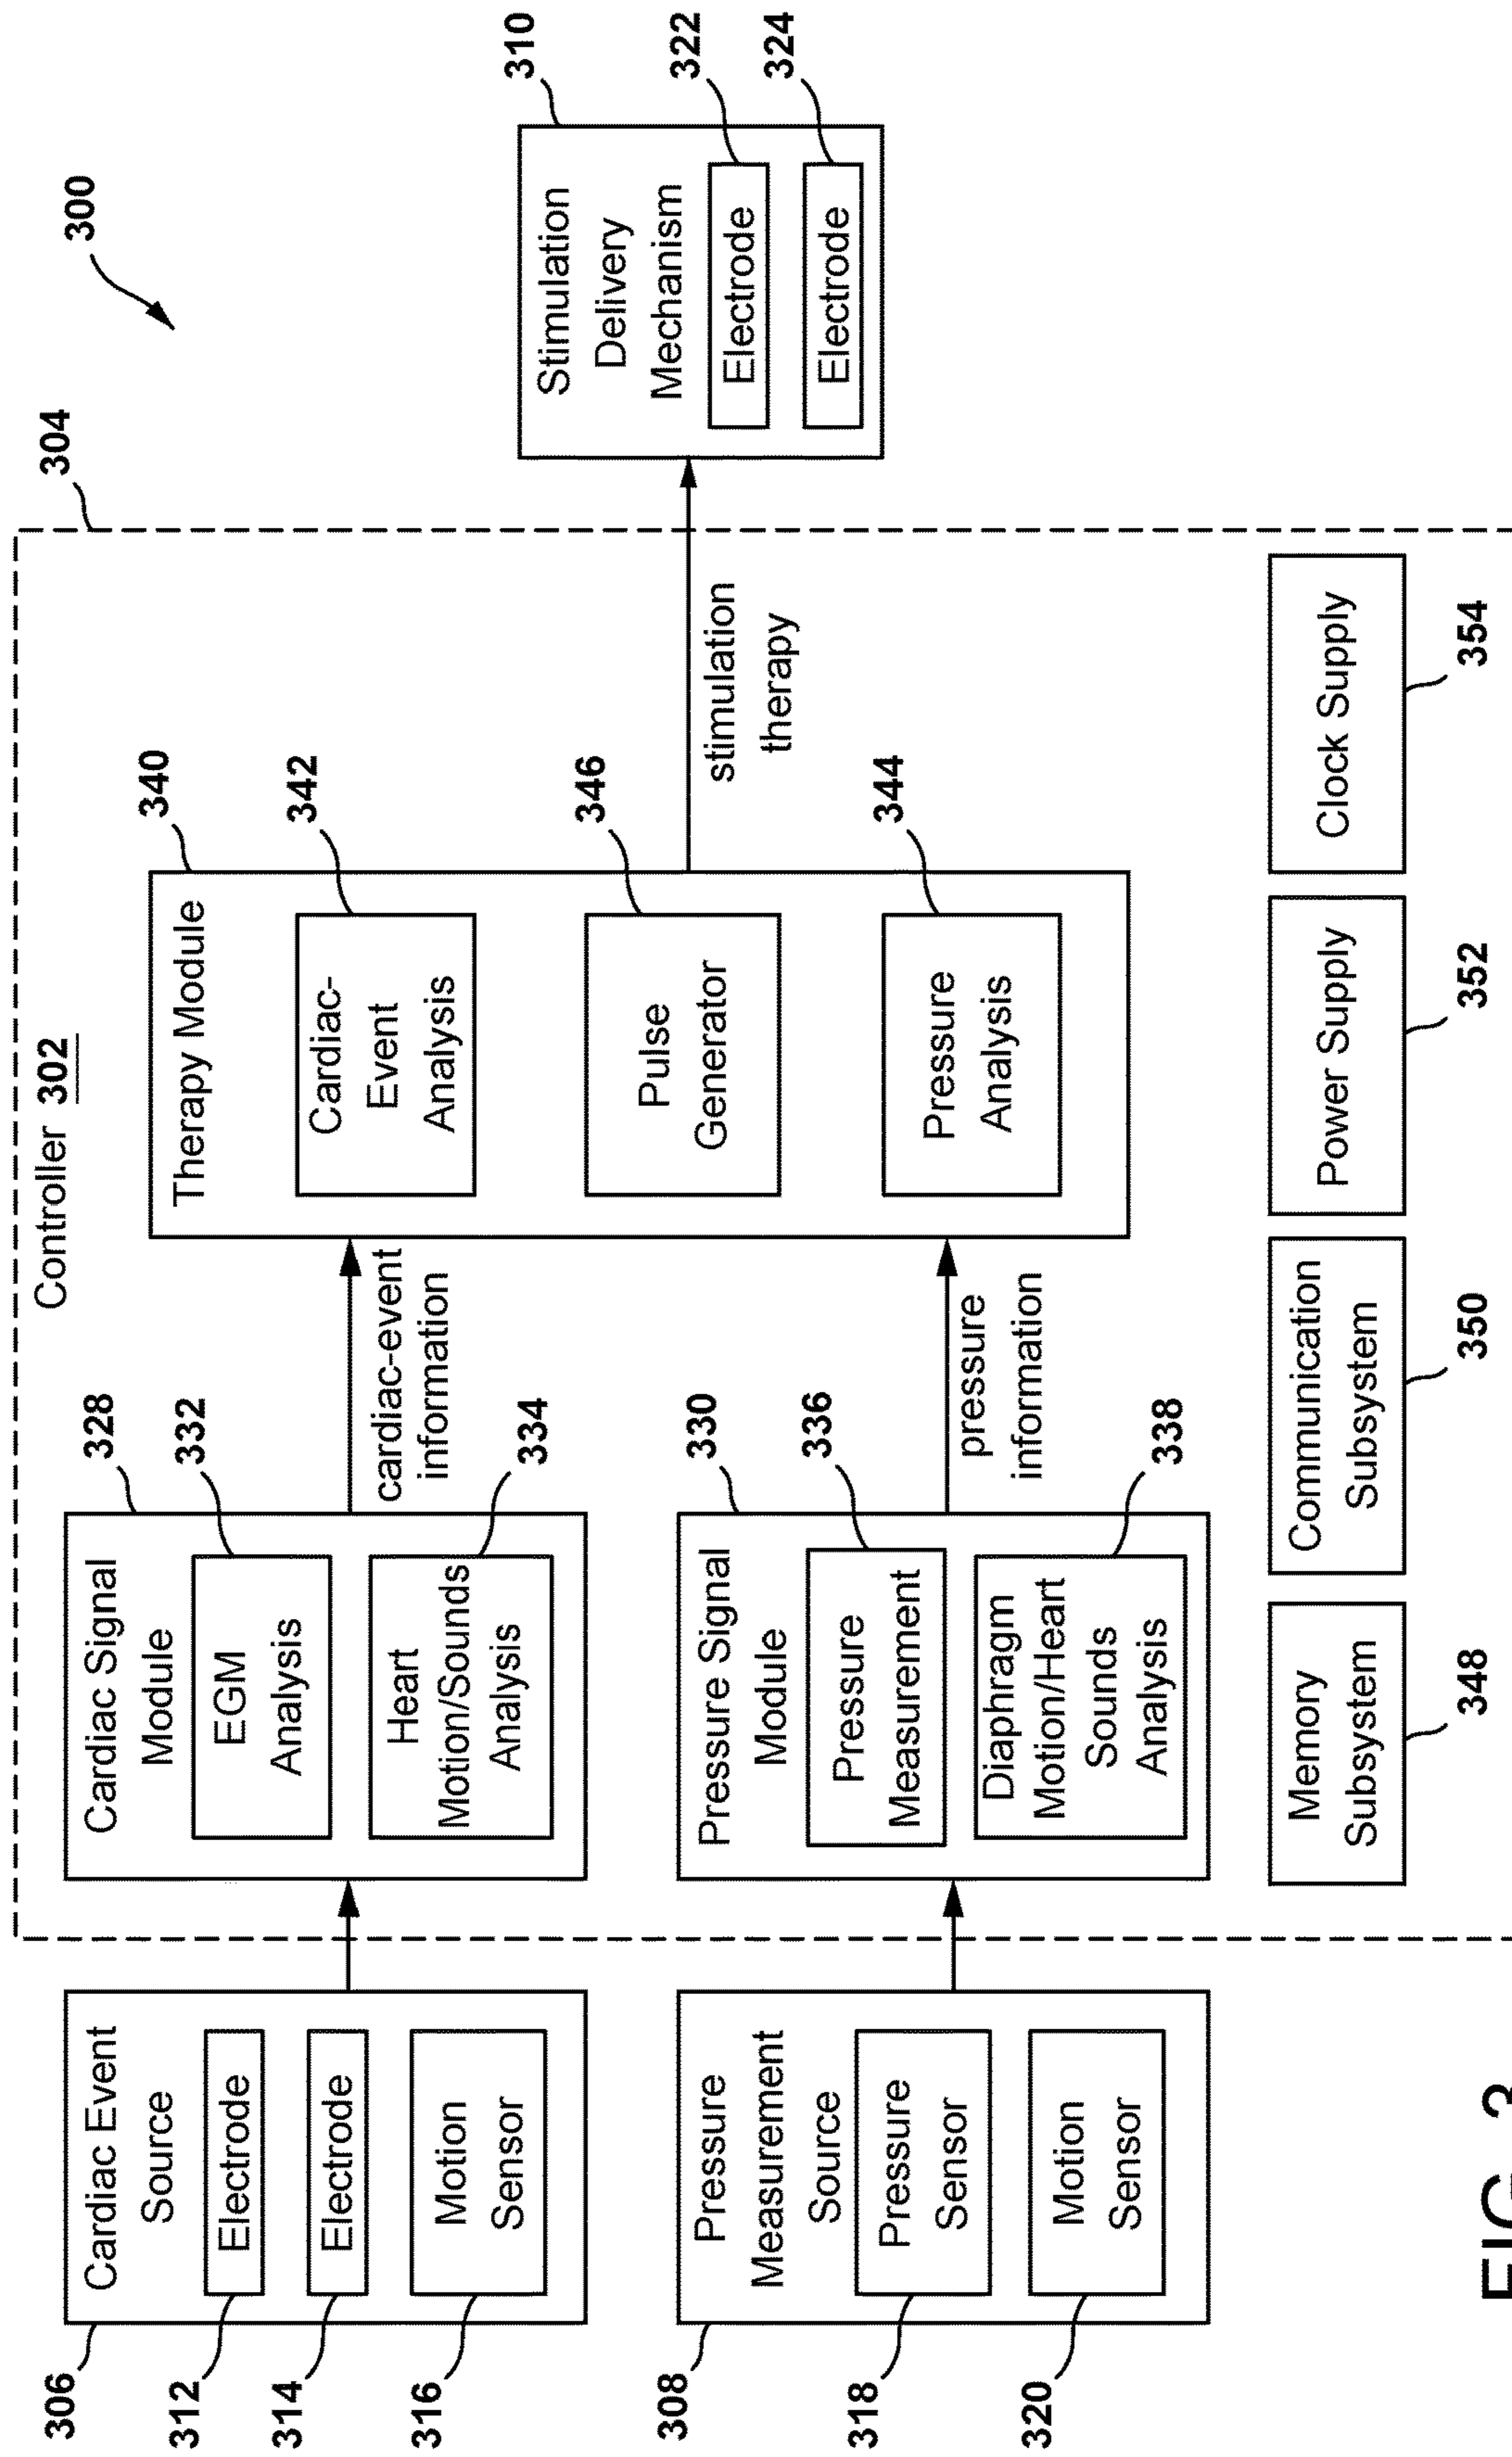 300
304
Controller 302
306
Cardiac Event
Source
312
Electrode
314
Electrode
316
Motion
Sensor
308
Pressure
Measurement
Source
318
Pressure
Sensor
320
Motion
Sensor
328
Cardiac Signal
Module
332
EGM
Analysis
334
Heart
Motion/Sounds
Analysis
330
Pressure Signal
Module
336
Pressure
Measurement
338
Diaphragm
Motion/Heart
Sounds
Analysis
cardiac-event
information
pressure
information
340
Therapy Module
342
Cardiac-
Event
Analysis
346
Pulse
Generator
344
Pressure
Analysis
stimulation
therapy
310
Stimulation
Delivery
Mechanism
322
Electrode
324
Electrode
Memory
Subsystem
348
Communication
Subsystem
350
Power Supply
352
Clock Supply
354
FIG. 3